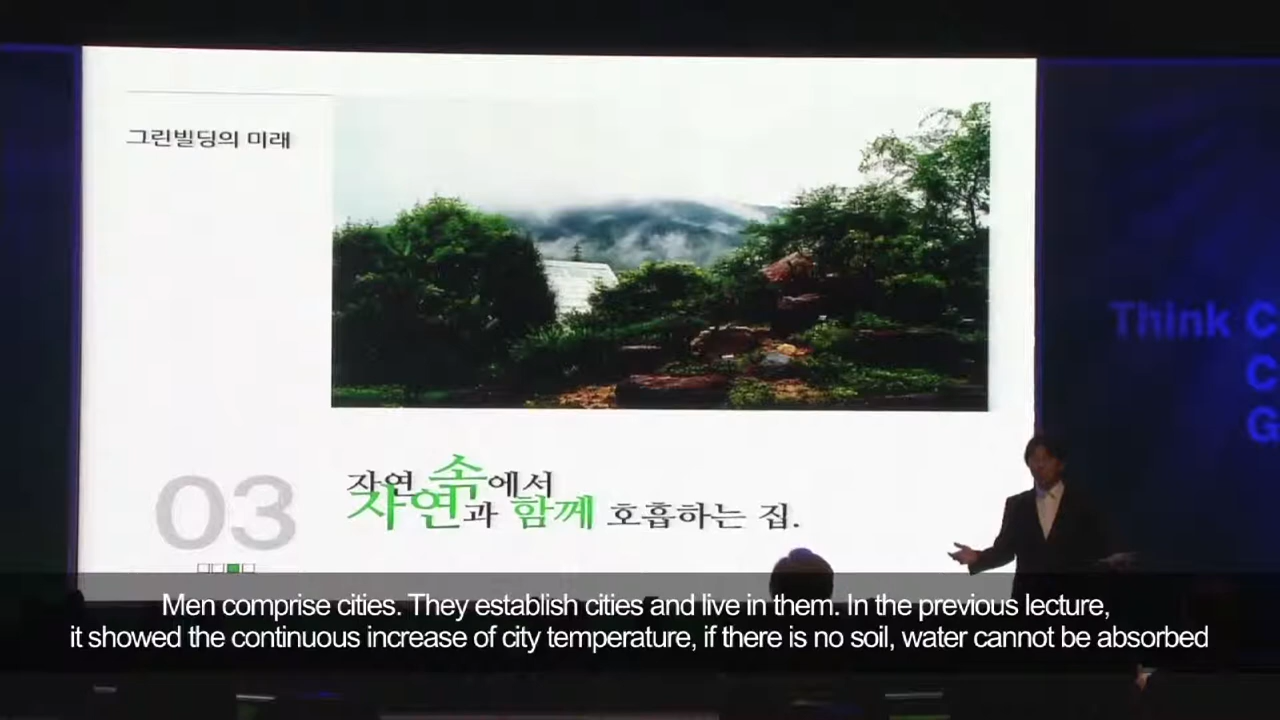 그린빌딩의 미래
Think C
C
G
03
자연 속에서
자연과 함께 호흡하는 집.
Men comprise cities. They establish cities and live in them. In the previous lecture,
it showed the continuous increase of city temperature, if there is no soil, water cannot be absorbed